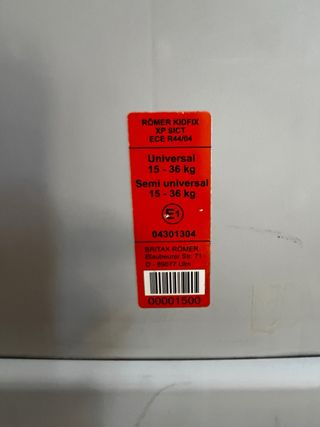 RÖMER KIDFIX
XP SICT
ECE R44/04
Universal
15 - 36 kg
Semi universal
15 - 36 kg
E1
04301304
BRITAX RÖMER
Blaubeurer Str. 71
D - 89077 Ulm
00001500